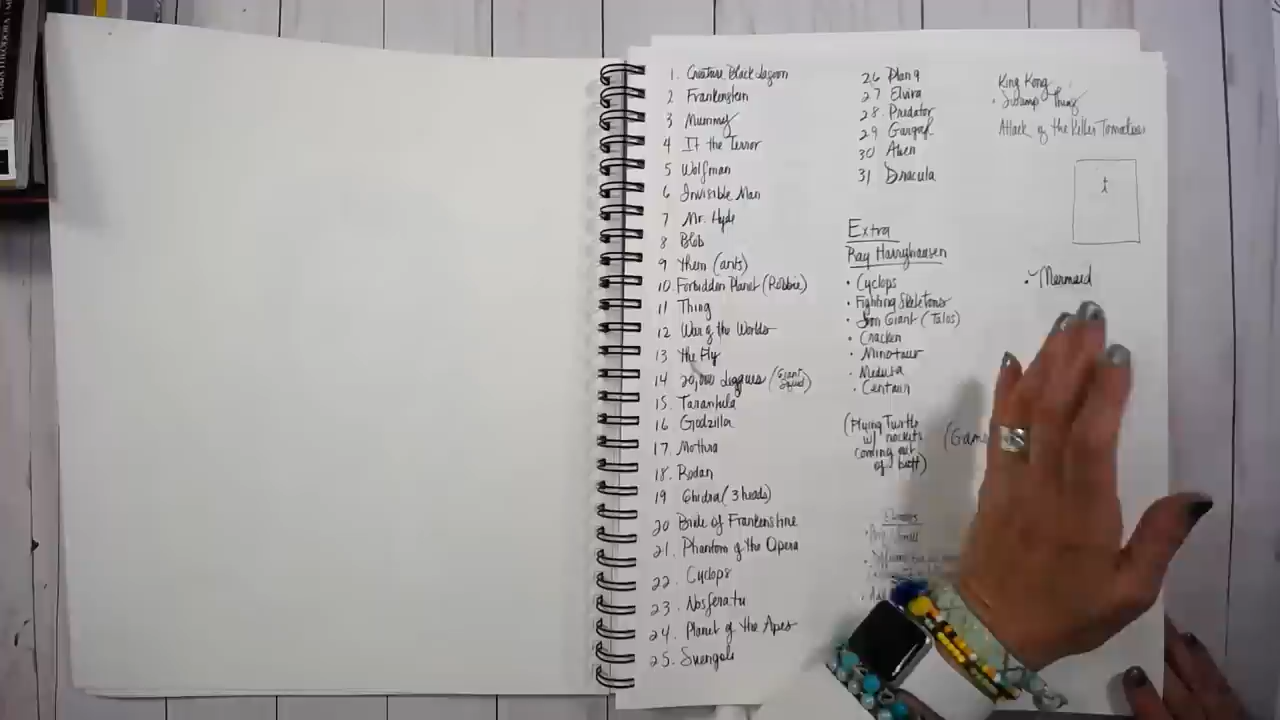 1. Creature Black Lagoon
2 Frankenstein
3 Mummy
4 IT the Terror
5 Wolfman
6 Invisible Man
7 Mr. Hyde
8 Blob
9 Them (ants)
10. Forbidden Planet (Robbie)
11 Thing
12 War of the Worlds
13 The Fly
14 20,000 Leagues (Giant Squid)
15. Tarantula
16 Godzilla
17. Mothra
18. Rodan
19 Ghidra (3 heads)
20 Bride of Frankenstine
21. Phantom of the Opera
22. Cyclops
23. Nosferatu
24. Planet of the Apes
25. Svengoli
26 Plan 9
27 Elvira
28. Predator
29.
30 Alien
31 Dracula
Extra
Ray Harryhausen
• Cyclops
• Fighting Skeletons
• Iron Giant (Talos)
• Cracken
• Minotaur
• Medusa
• Centaur
(Flying Turtle
w/ rockets
coming out
of butt)
King Kong
• Swamp Thing
Attack of the Killer Tomatoes
t
• Mermaid